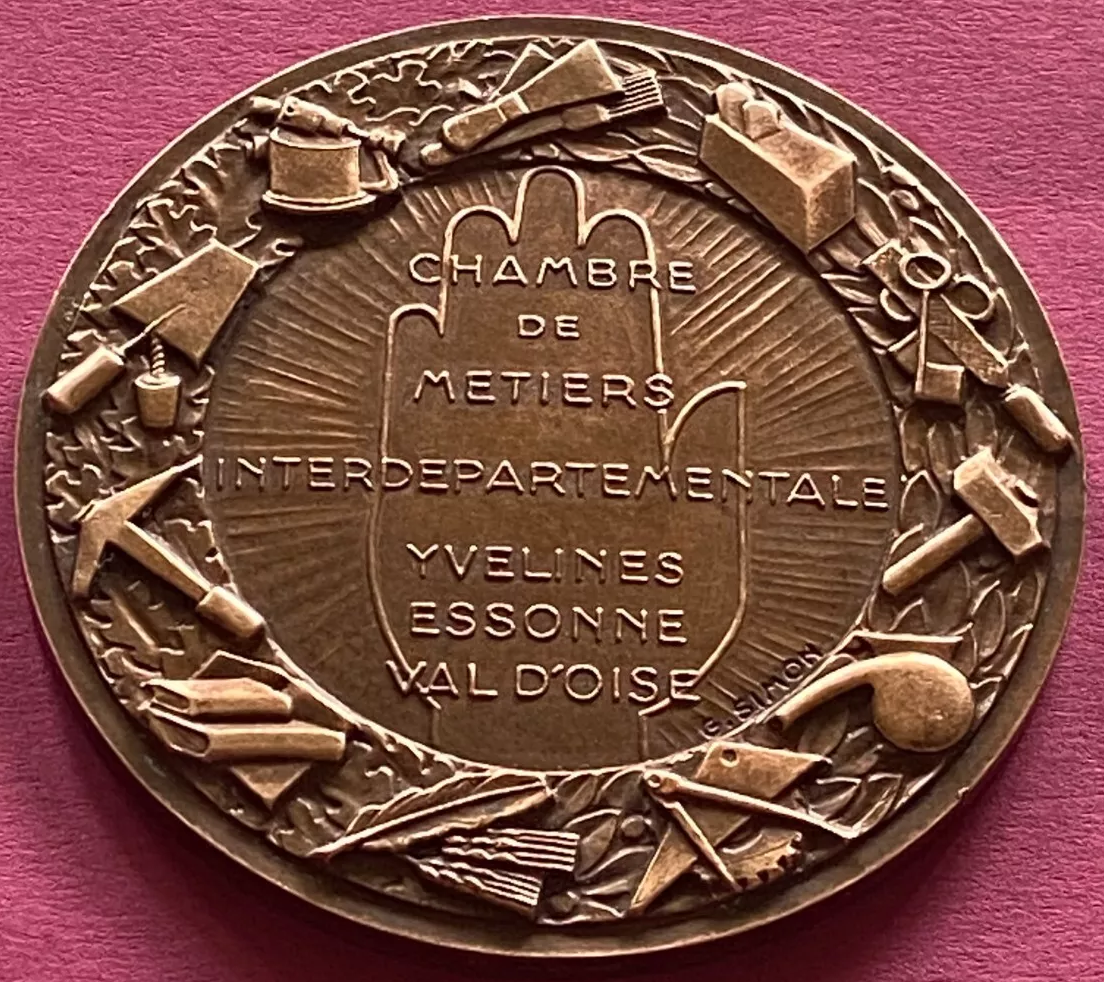 CHAMBRE
DE
METIERS
INTERDEPARTEMENTALE
YVELINES
ESSONNE
VAL D'OISE
G. SIMON